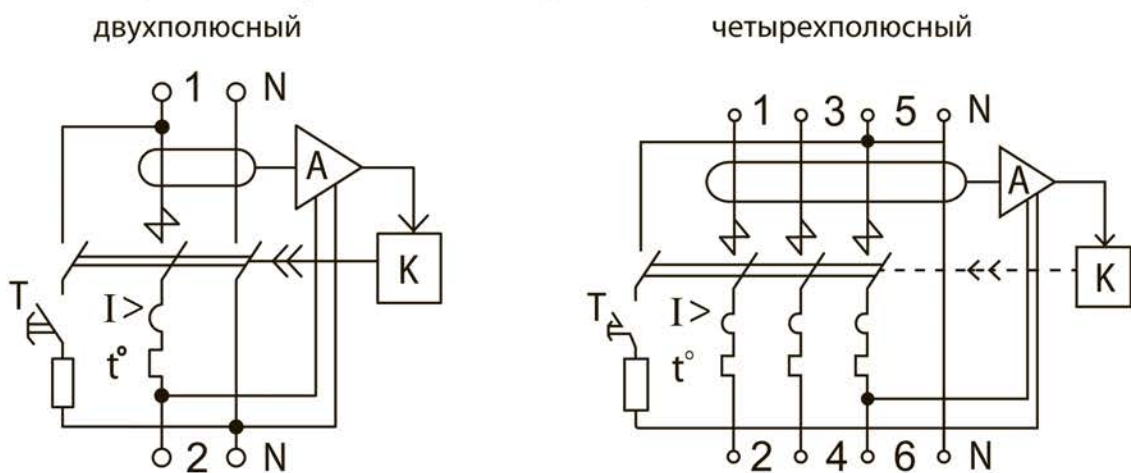 двухполюсный
четырехполюсный
1 N
A
K
T
I >
t°
2 N
1 3 5 N
A
K
T
I >
t°
2 4 6 N